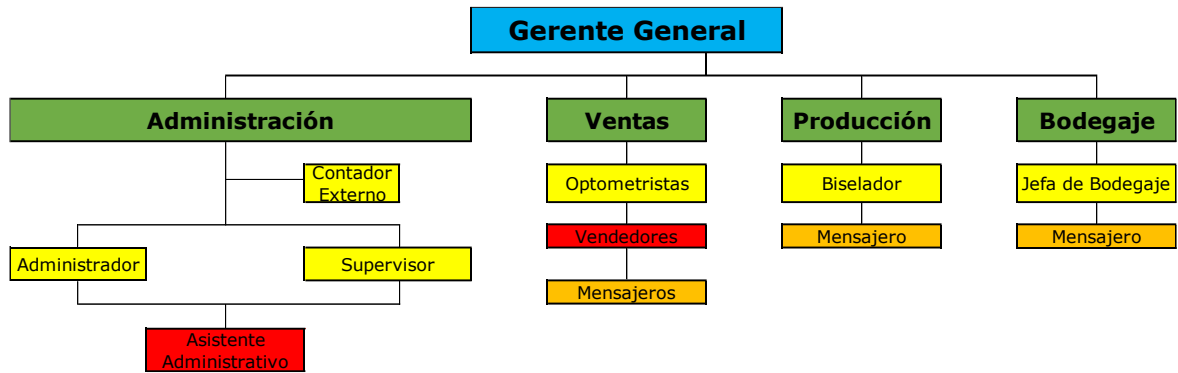 Gerente General
Administración
Ventas
Producción
Bodegaje
Contador
Externo
Optometristas
Biselador
Jefa de Bodegaje
Vendedores
Mensajero
Mensajero
Administrador
Supervisor
Mensajeros
Asistente
Administrativo